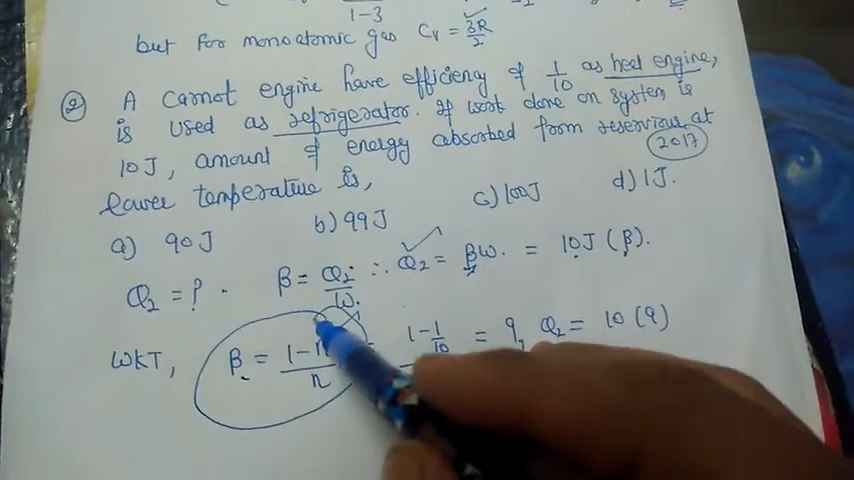 1-3
but for monoatomic gas Cv = 3R/2
② A carnot engine have efficiency of 1/10 as heat engine,
is used as refrigerator. If work done on system is
10J, amount of energy absorbed from at
2017
lower temperature is,
a) 90J b) 99J c) 100J d) 1J.
Q2 = ? . β = Q2/W. ∴ Q2 = βW. = 10J (β).
WKT, β = 1-n/n = 1-1/10 = 9, Q2 = 10(9)